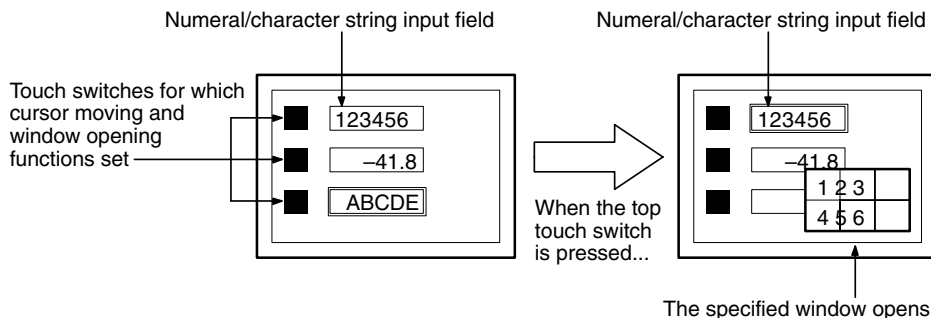 Numeral/character string input field
Numeral/character string input field
Touch switches for which
cursor moving and
window opening
functions set
123456
–41.8
ABCDE
When the top
touch switch
is pressed...
123456
–41.8
1 2 3
4 5 6
The specified window opens